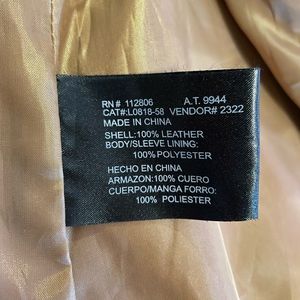 RN# 112806 A.T. 9944
CAT#:L0818-58 VENDOR# 2322
MADE IN CHINA
SHELL:100% LEATHER
BODY/SLEEVE LINING:
100% POLYESTER
HECHO EN CHINA
ARMAZON:100% CUERO
CUERPO/MANGA FORRO:
100% POLIESTER